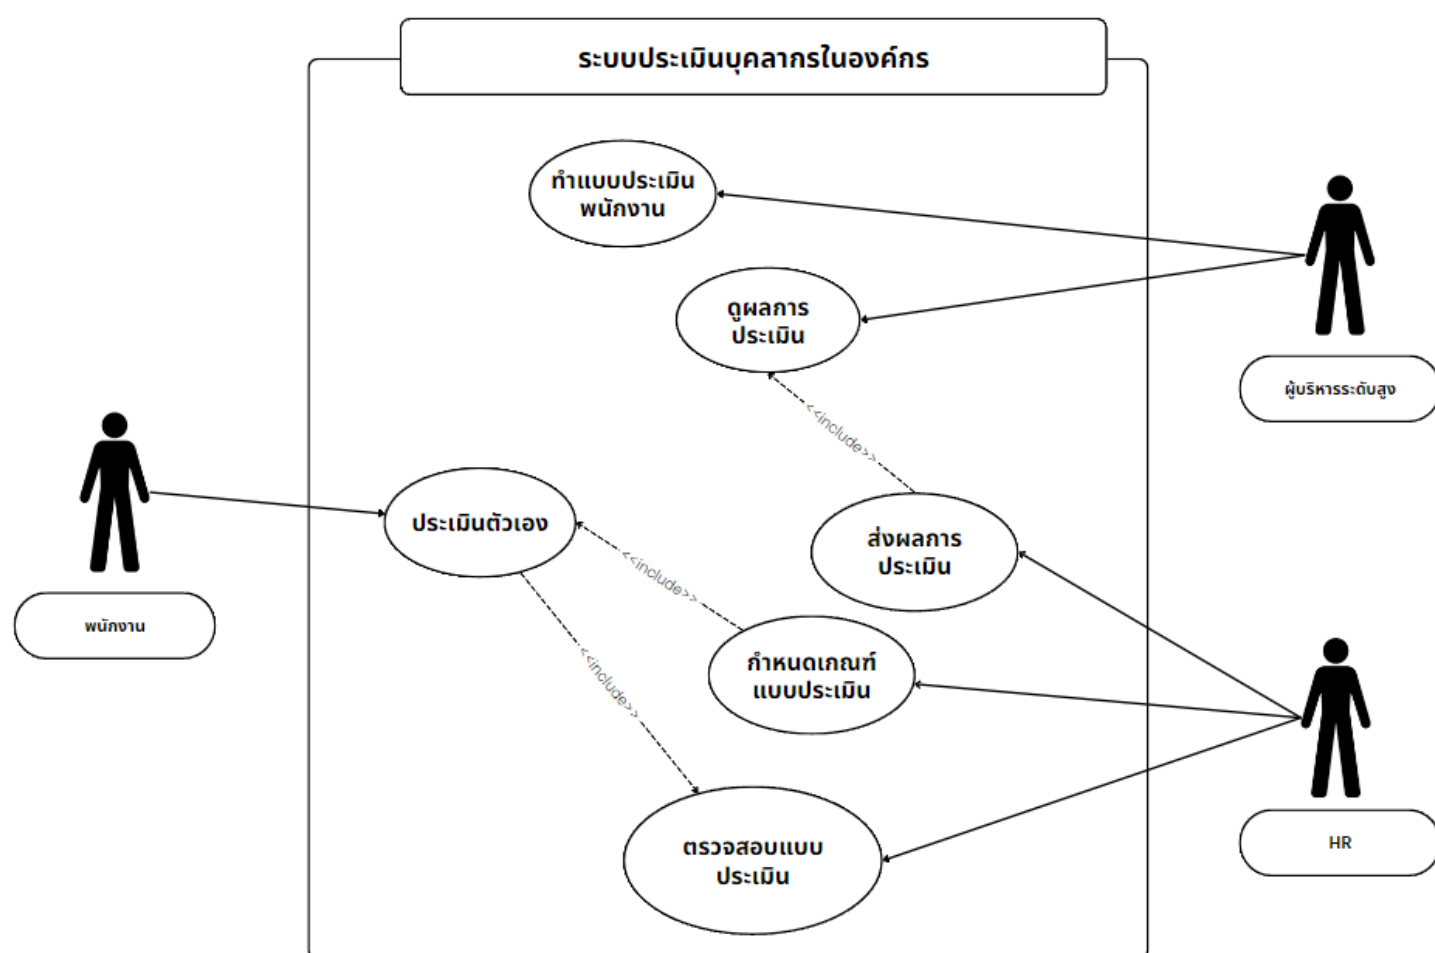 ระบบประเมินบุคลากรในองค์กร
ทำแบบประเมิน
พนักงาน
ดูผลการ
ประเมิน
ผู้บริหารระดับสูง
<<include>>
ประเมินตัวเอง
ส่งผลการ
ประเมิน
<<include>>
พนักงาน
<<include>>
กำหนดเกณฑ์
แบบประเมิน
ตรวจสอบแบบ
ประเมิน
HR